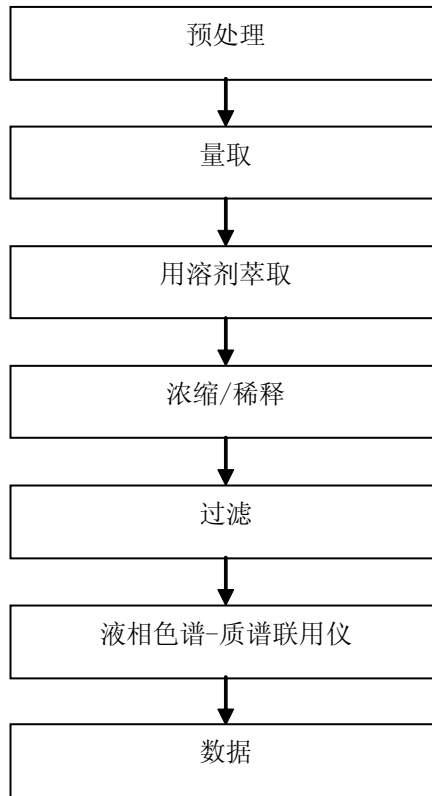 预处理
量取
用溶剂萃取
浓缩/稀释
过滤
液相色谱-质谱联用仪
数据